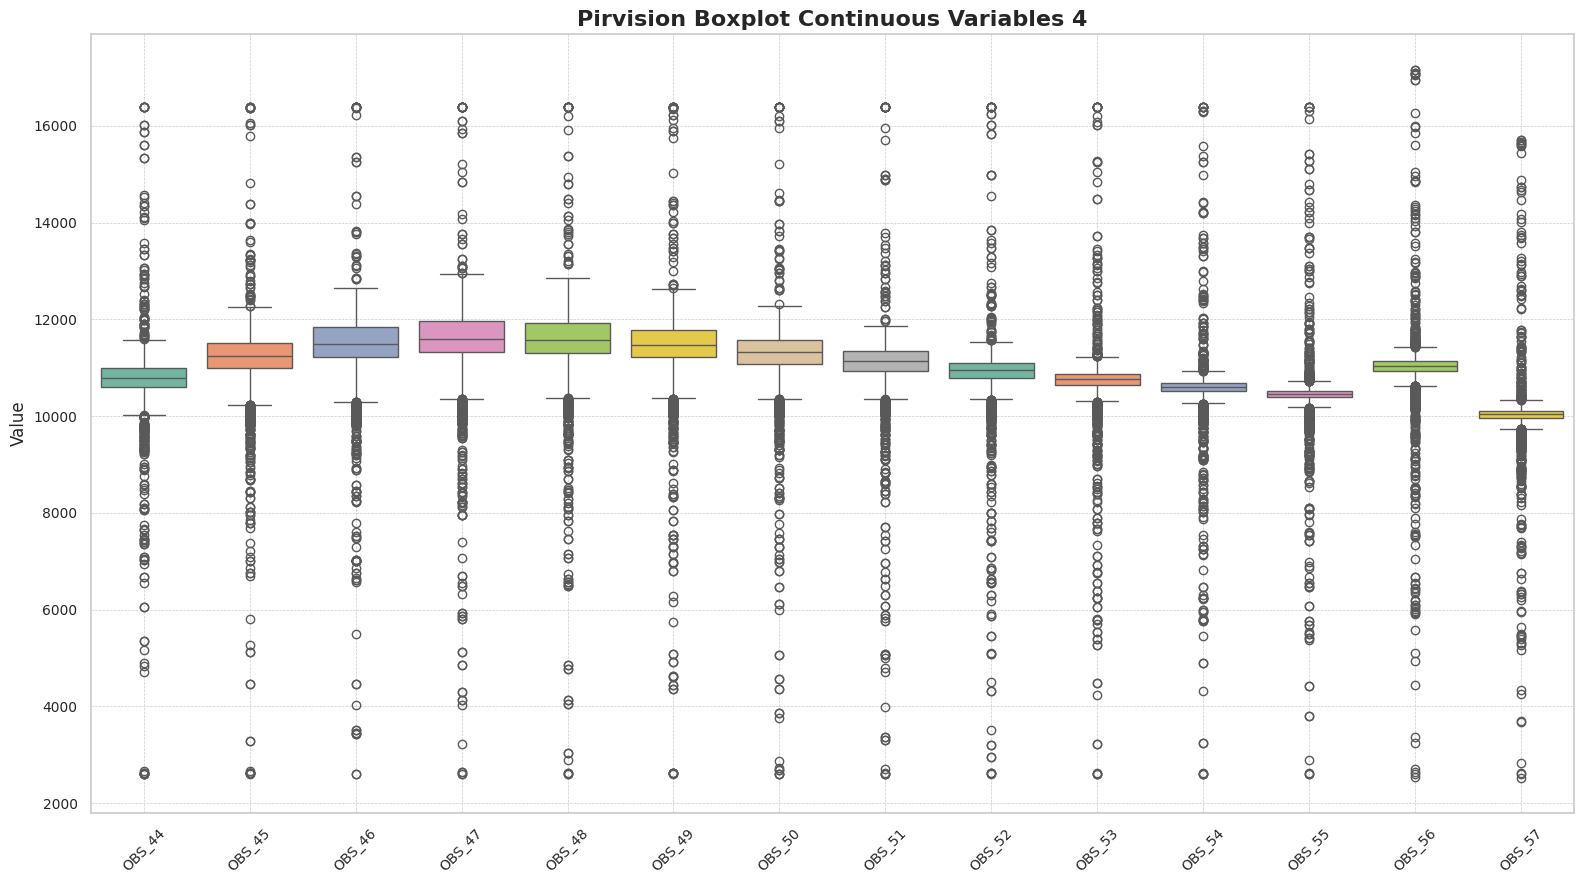 Pirvision Boxplot Continuous Variables 4
Value
16000
14000
12000
10000
8000
6000
4000
2000
OBS_44
OBS_45
OBS_46
OBS_47
OBS_48
OBS_49
OBS_50
OBS_51
OBS_52
OBS_53
OBS_54
OBS_55
OBS_56
OBS_57